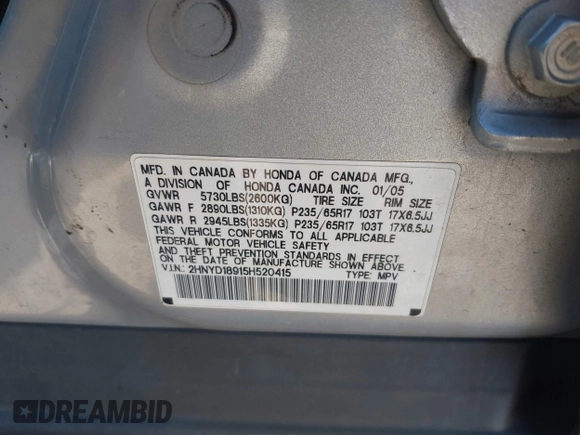 MFD. IN CANADA BY HONDA OF CANADA MFG.,
A DIVISION OF HONDA CANADA INC. 01/05
GVWR 5730LBS(2600KG) TIRE SIZE RIM SIZE
GAWR F 2890LBS(1310KG) P235/65R17 103T 17X6.5JJ
GAWR R 2945LBS(1335KG) P235/65R17 103T 17X6.5JJ
THIS VEHICLE CONFORMS TO ALL APPLICABLE
FEDERAL MOTOR VEHICLE SAFETY
AND THEFT PREVENTION STANDARDS IN EFFECT
ON THE DATE OF MANUFACTURE SHOWN ABOVE.
V.I.N.: 2HNYD18915H520415 TYPE: MPV
DREAMBID